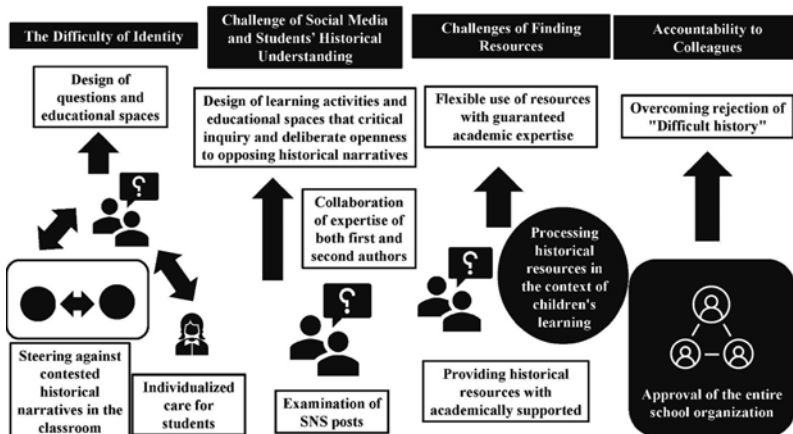 The Difficulty of Identity
Design of
questions and
educational spaces
Steering against
contested
historical
narratives in the
classroom
Individualized
care for
students
Challenge of Social Media
and Students' Historical
Understanding
Design of learning activities and
educational spaces that critical
inquiry and deliberate openness
to opposing historical narratives
Collaboration
of expertise of
both first and
second authors
Examination of
SNS posts
Challenges of Finding
Resources
Flexible use of resources
with guaranteed
academic expertise
Processing
historical
resources in
the context of
children's
learning
Providing historical
resources with
academically supported
Accountability to
Colleagues
Overcoming rejection of
"Difficult history"
Approval of the entire
school organization